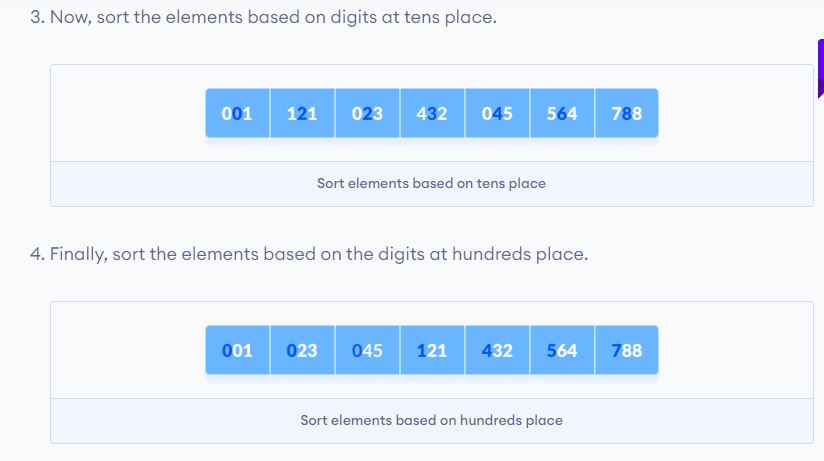 3. Now, sort the elements based on digits at tens place.
001 121 023 432 045 564 788
Sort elements based on tens place
4. Finally, sort the elements based on the digits at hundreds place.
001 023 045 121 432 564 788
Sort elements based on hundreds place